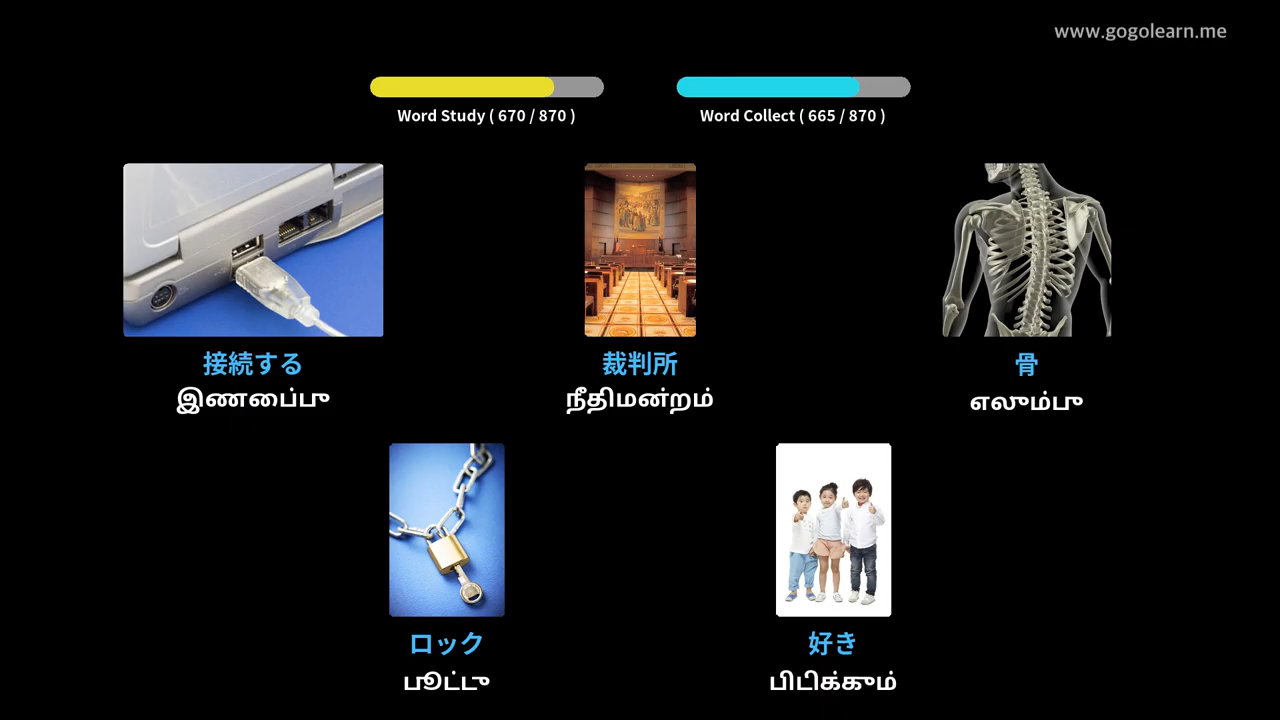 www.gogolearn.me
Word Study ( 670 / 870 )
Word Collect ( 665 / 870 )
接続する
இணைப்பு
裁判所
நீதிமன்றம்
骨
எலும்பு
ロック
பூட்டு
好き
பிடிக்கும்